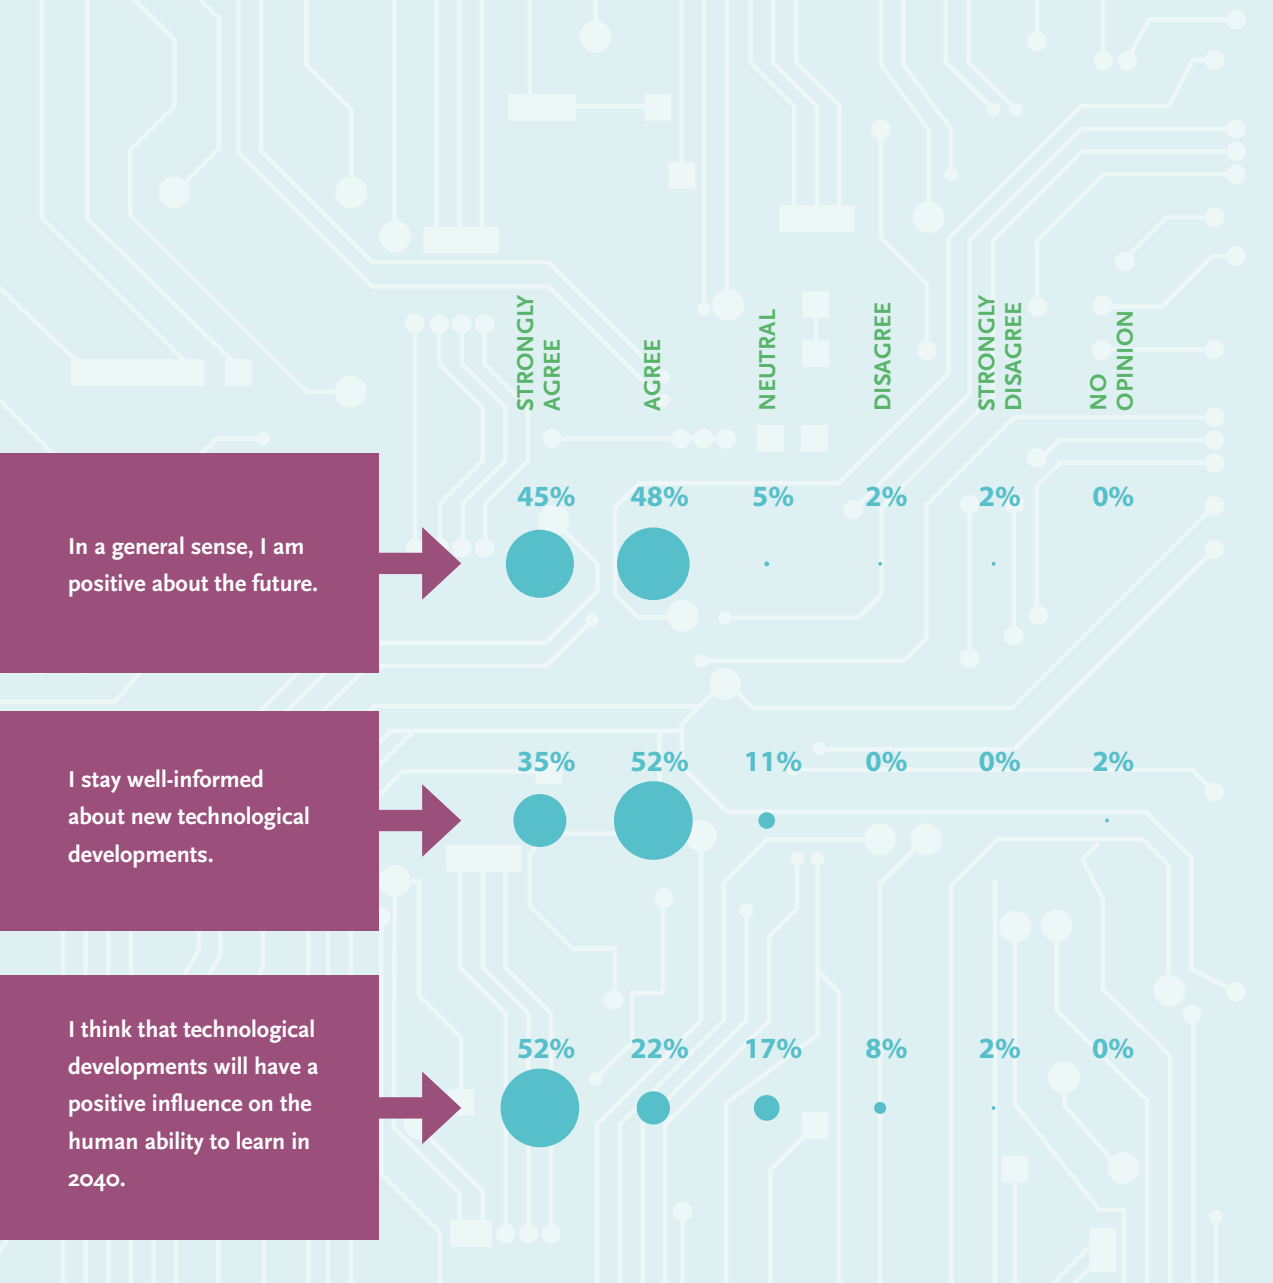 STRONGLY
AGREE
AGREE
NEUTRAL
DISAGREE
STRONGLY
DISAGREE
NO
OPINION
In a general sense, I am
positive about the future.
45% 48% 5% 2% 2% 0%
I stay well-informed
about new technological
developments.
35% 52% 11% 0% 0% 2%
I think that technological
developments will have a
positive influence on the
human ability to learn in
2040.
52% 22% 17% 8% 2% 0%